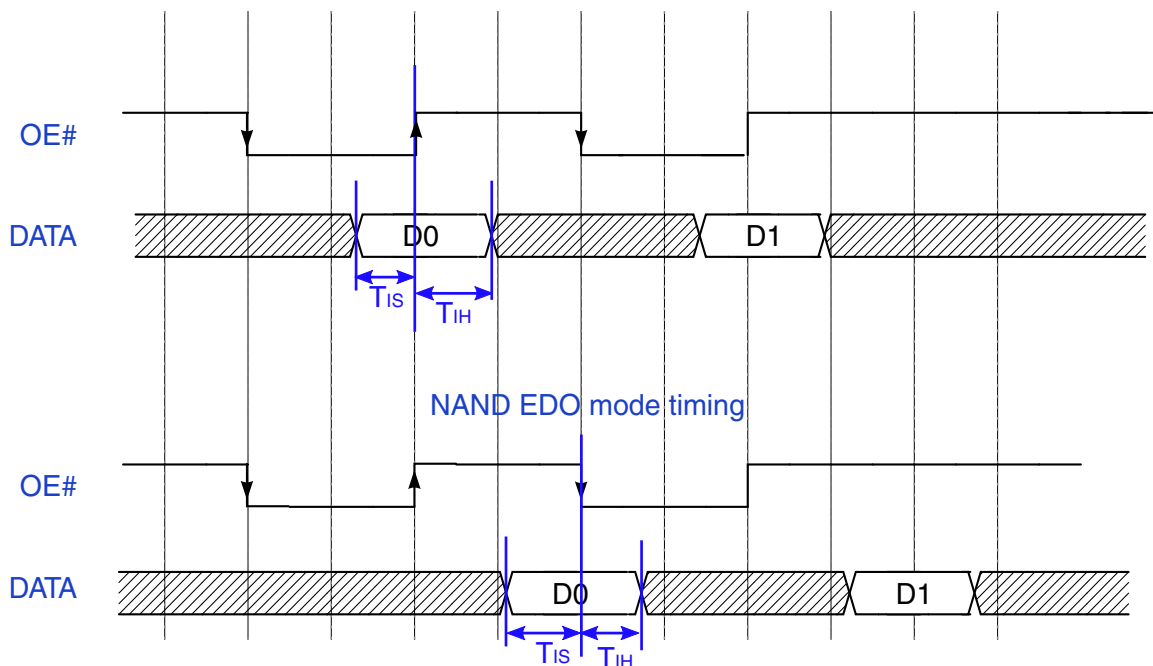 OE#
DATA
D0
D1
TIS
TIH
NAND EDO mode timing
OE#
DATA
D0
D1
TIS
TIH